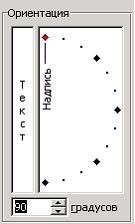 Ориентация
Текст
Надпись
90 градусов